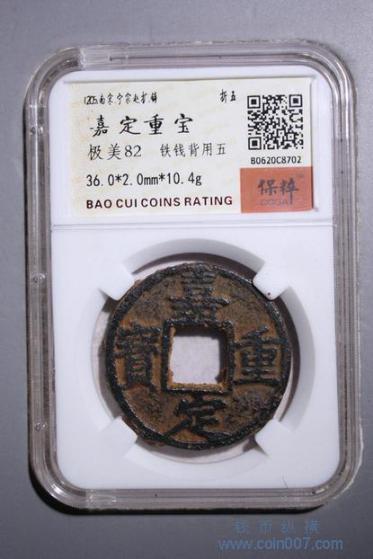 1205.南宋.宁宗赵扩.铸 折五
嘉定重宝
极美82 铁钱背用五
36.0*2.0mm*10.4g
BAO CUI COINS RATING
B0620C8702
保粹
COGA
嘉
寶 重
定
钱币纵横
www.coin007.com